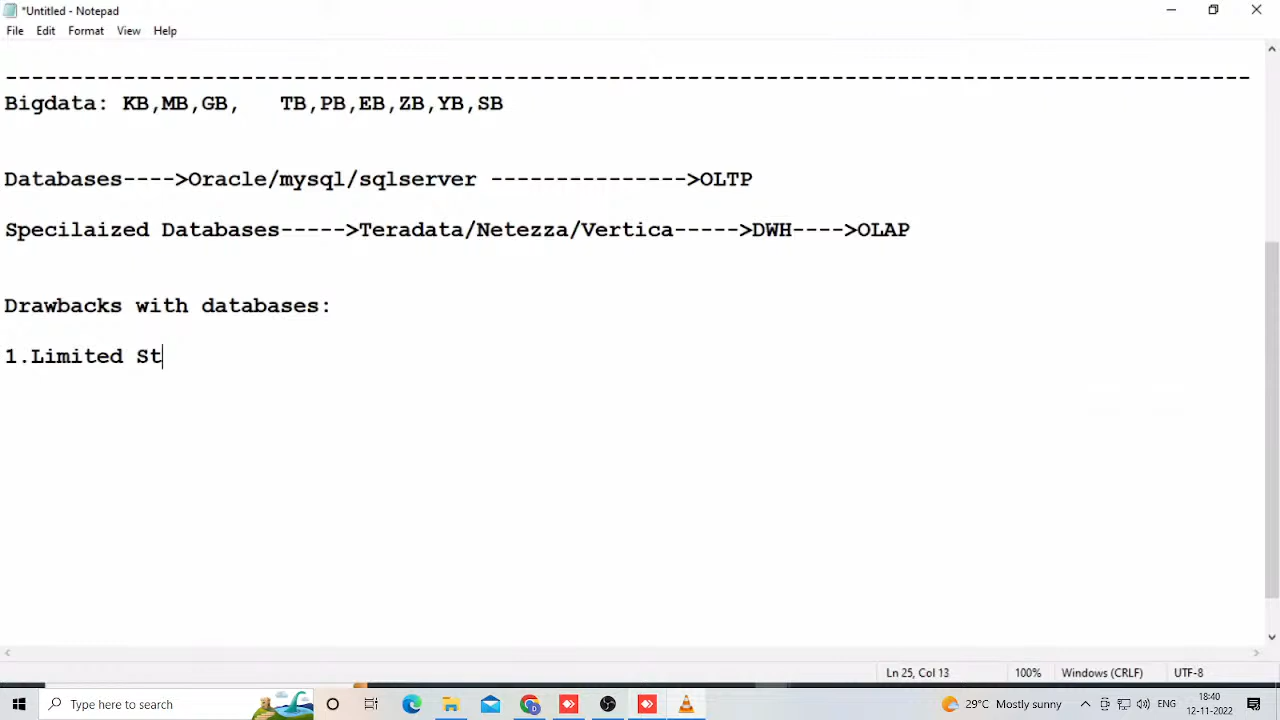 *Untitled - Notepad
File Edit Format View Help
-----------------------------------------------------------------------------------------------
Bigdata: KB,MB,GB,   TB,PB,EB,ZB,YB,SB
Databases---->Oracle/mysql/sqlserver --------------->OLTP
Specilaized Databases----->Teradata/Netezza/Vertica----->DWH---->OLAP
Drawbacks with databases:
1.Limited St
Ln 25, Col 13 100% Windows (CRLF) UTF-8
Type here to search 29°C Mostly sunny ENG 18:40
12-11-2022